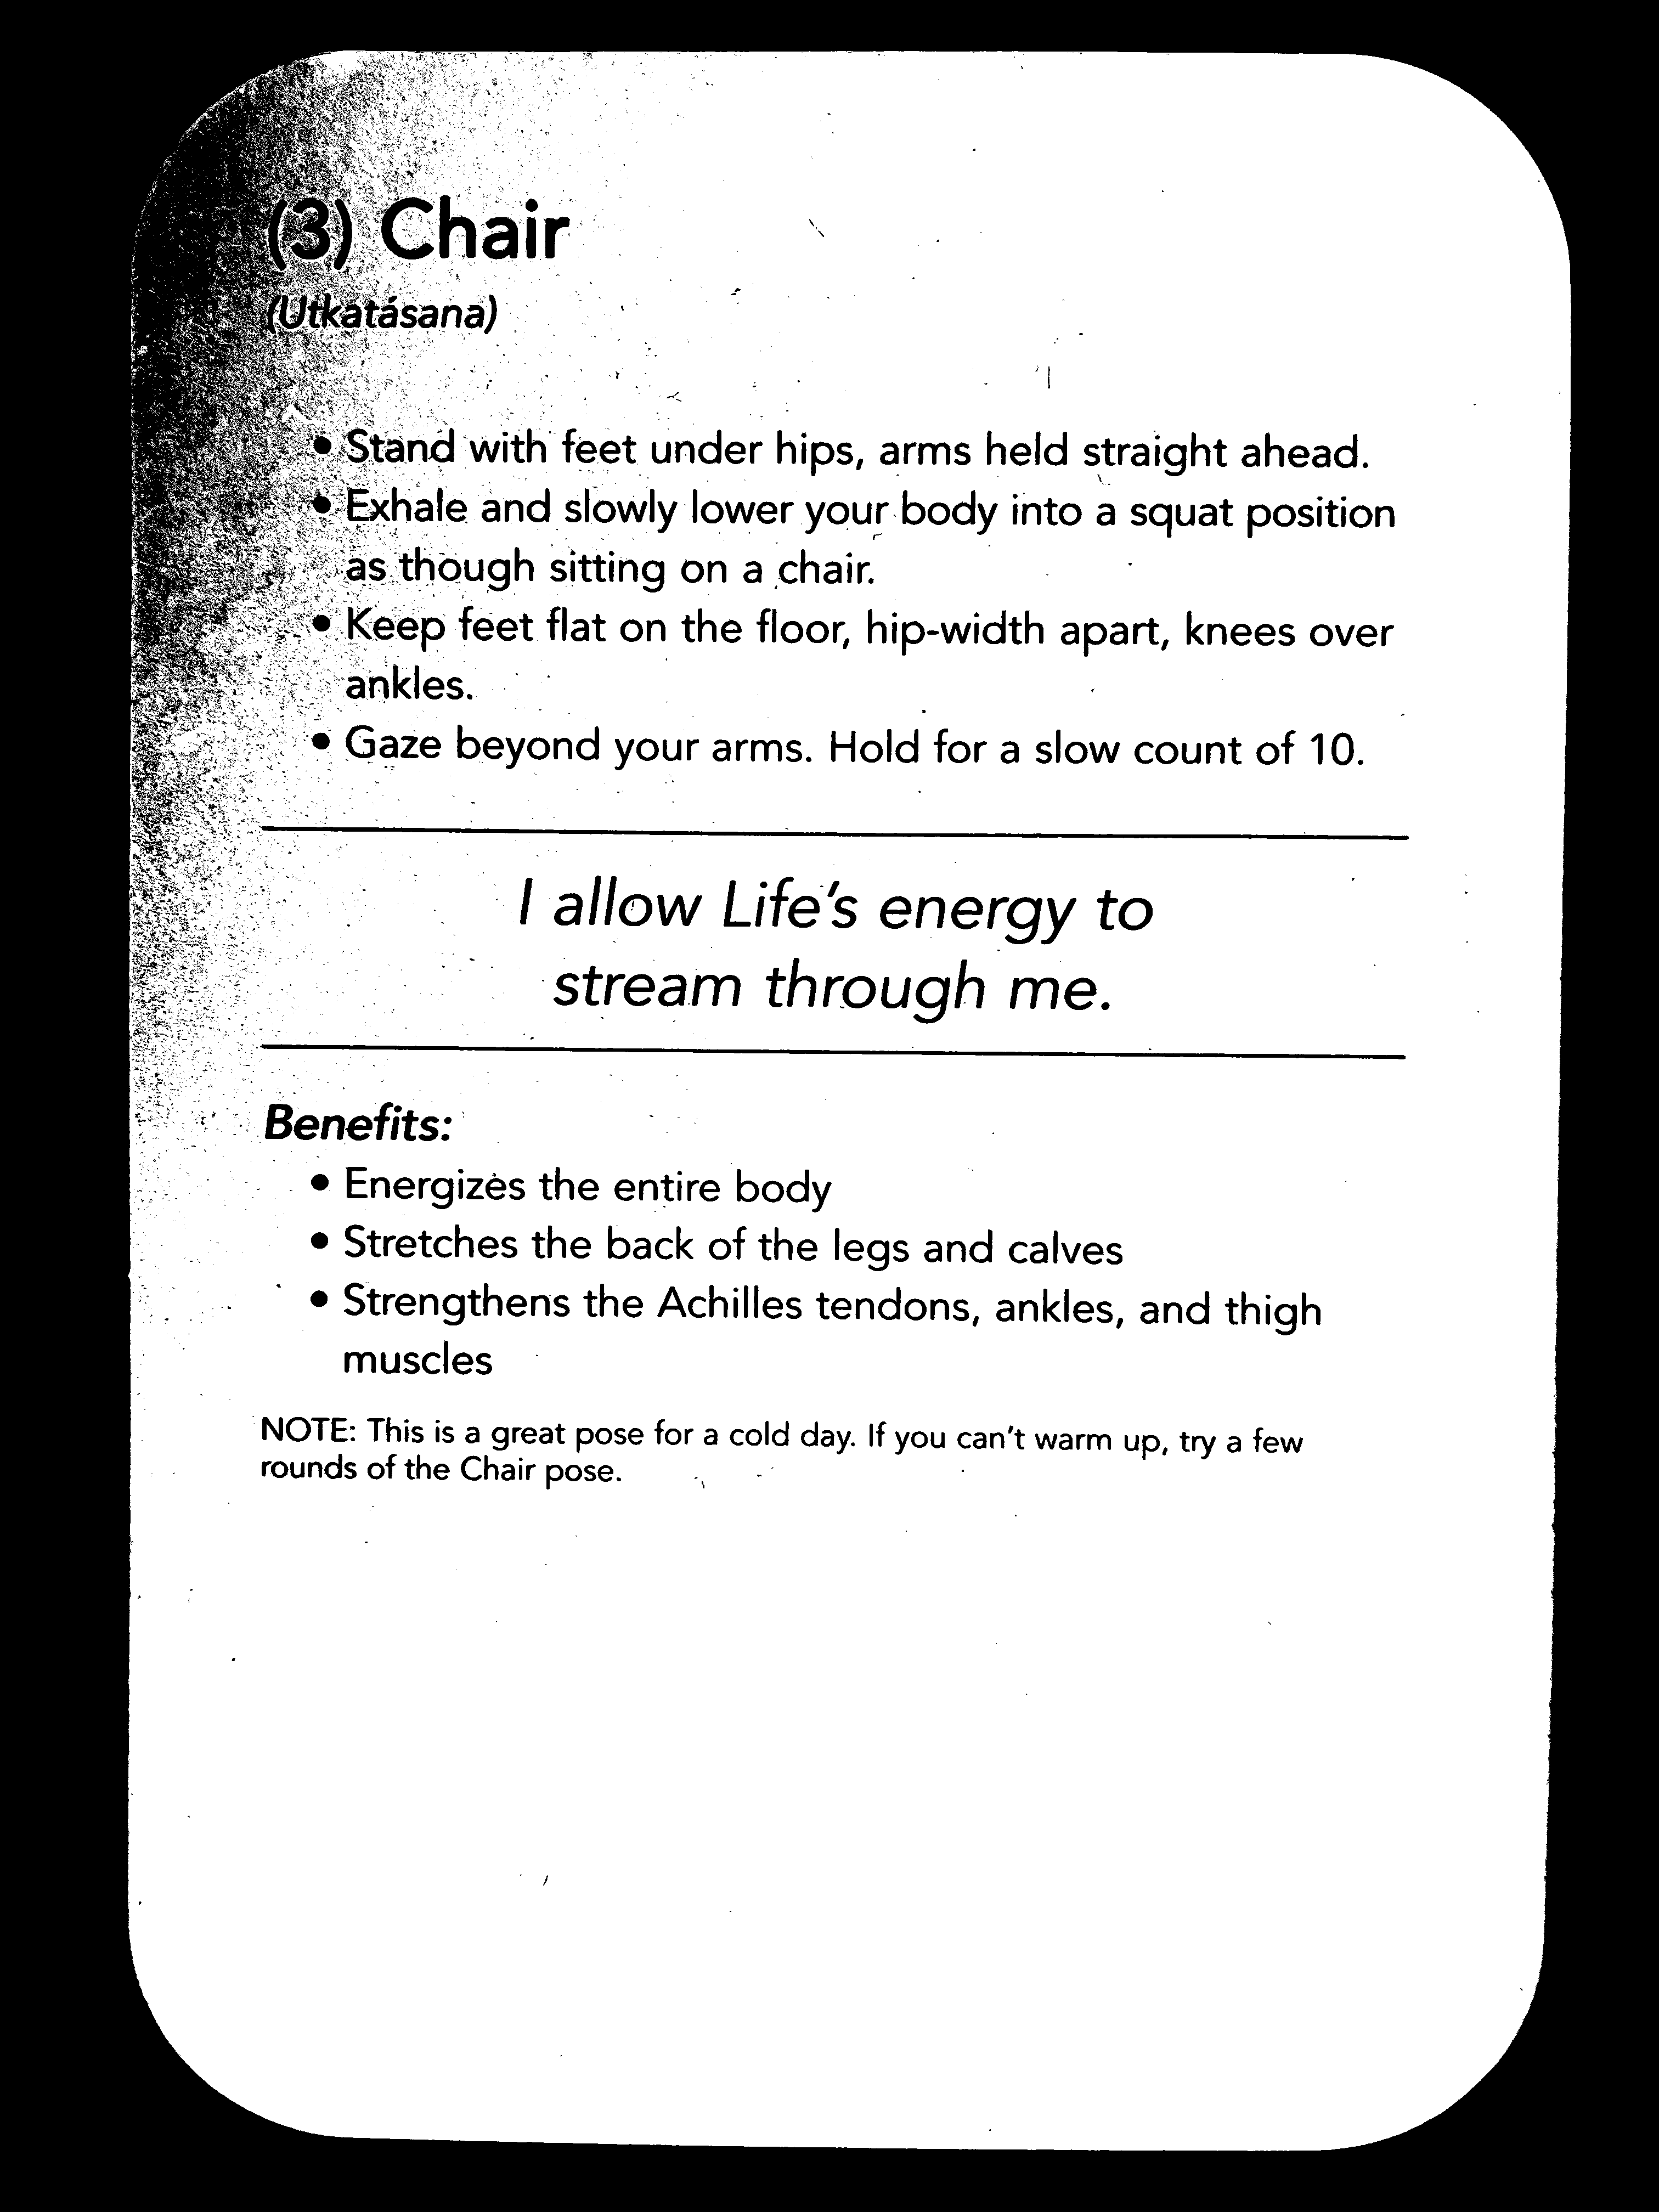 (3) Chair
(Utkatásana)
• Stand with feet under hips, arms held straight ahead.
• Exhale and slowly lower your body into a squat position
as though sitting on a chair.
• Keep feet flat on the floor, hip-width apart, knees over
ankles.
• Gaze beyond your arms. Hold for a slow count of 10.
I allow Life's energy to
stream through me.
Benefits:
• Energizes the entire body
• Stretches the back of the legs and calves
• Strengthens the Achilles tendons, ankles, and thigh
muscles
NOTE: This is a great pose for a cold day. If you can't warm up, try a few
rounds of the Chair pose.